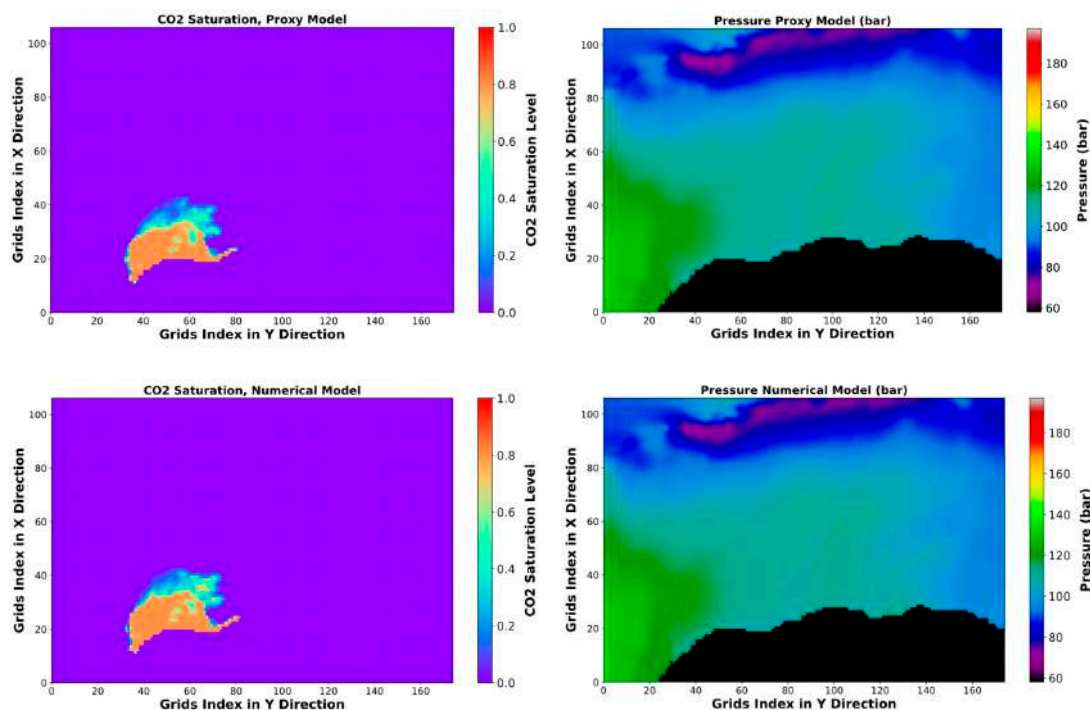 CO2 Saturation, Proxy Model
Grids Index in X Direction
100
80
60
40
20
0
0 20 40 60 80 100 120 140 160
Grids Index in Y Direction
1.0
0.8
0.6
0.4
0.2
0.0
CO2 Saturation Level
Pressure Proxy Model (bar)
Grids Index in X Direction
100
80
60
40
20
0
0 20 40 60 80 100 120 140 160
Grids Index in Y Direction
180
160
140
120
100
80
60
Pressure (bar)
CO2 Saturation, Numerical Model
Grids Index in X Direction
100
80
60
40
20
0
0 20 40 60 80 100 120 140 160
Grids Index in Y Direction
1.0
0.8
0.6
0.4
0.2
0.0
CO2 Saturation Level
Pressure Numerical Model (bar)
Grids Index in X Direction
100
80
60
40
20
0
0 20 40 60 80 100 120 140 160
Grids Index in Y Direction
180
160
140
120
100
80
60
Pressure (bar)